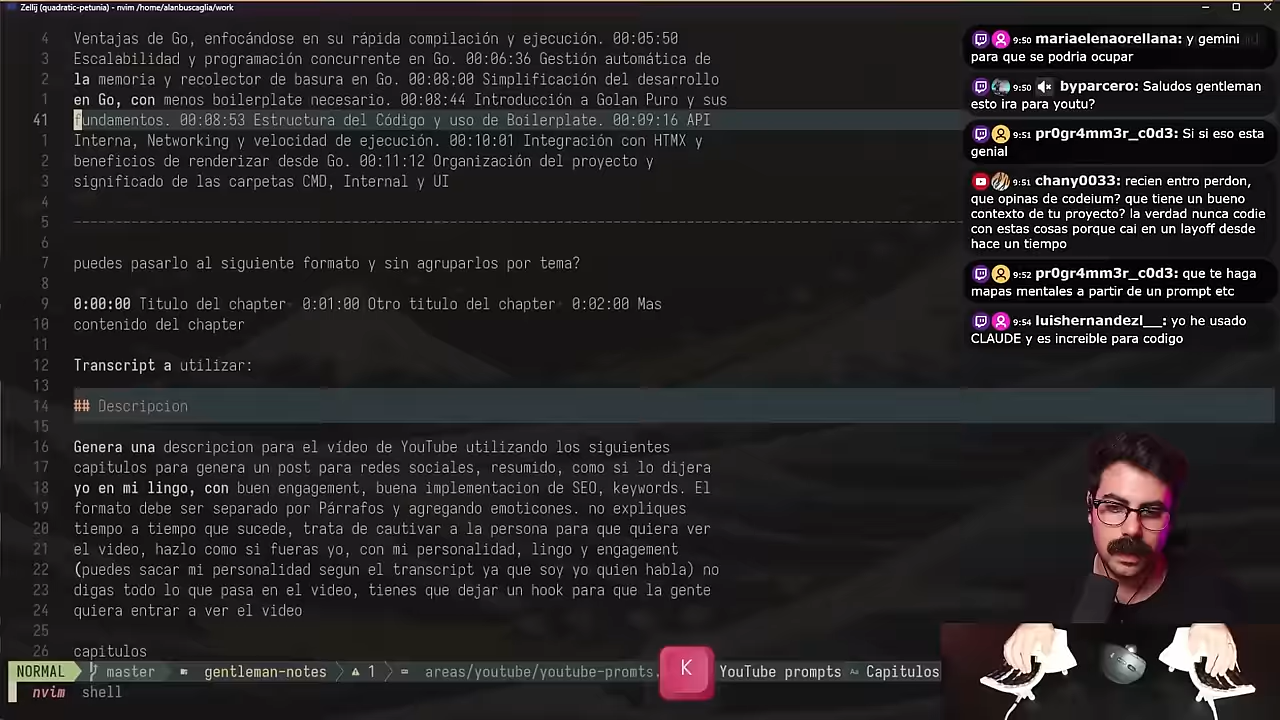 Zellij (quadratic-petunia) - nvim /home/alanbuscaglia/work
4 Ventajas de Go, enfocándose en su rápida compilación y ejecución. 00:05:50
3 Escalabilidad y programación concurrente en Go. 00:06:36 Gestión automática de
2 la memoria y recolector de basura en Go. 00:08:00 Simplificación del desarrollo
1 en Go, con menos boilerplate necesario. 00:08:44 Introducción a Golan Puro y sus
41 fundamentos. 00:08:53 Estructura del Código y uso de Boilerplate. 00:09:16 API
1 Interna, Networking y velocidad de ejecución. 00:10:01 Integración con HTMX y
2 beneficios de renderizar desde Go. 00:11:12 Organización del proyecto y
3 significado de las carpetas CMD, Internal y UI
4
5 --------------------------------------------------------------------------------
6
7 puedes pasarlo al siguiente formato y sin agruparlos por tema?
8
9 0:00:00 Titulo del chapter 0:01:00 Otro titulo del chapter 0:02:00 Mas
10 contenido del chapter
11
12 Transcript a utilizar:
13
14 ## Descripcion
15
16 Genera una descripcion para el vídeo de YouTube utilizando los siguientes
17 capitulos para genera un post para redes sociales, resumido, como si lo dijera
18 yo en mi lingo, con buen engagement, buena implementacion de SEO, keywords. El
19 formato debe ser separado por Párrafos y agregando emoticones. no expliques
20 tiempo a tiempo que sucede, trata de cautivar a la persona para que quiera ver
21 el video, hazlo como si fueras yo, con mi personalidad, lingo y engagement
22 (puedes sacar mi personalidad segun el transcript ya que soy yo quien habla) no
23 digas todo lo que pasa en el video, tienes que dejar un hook para que la gente
24 quiera entrar a ver el video
25
26 capitulos
NORMAL master gentleman-notes 1 areas/youtube/youtube-promts. K YouTube prompts Capitulos
nvim shell
9:50 mariaelenaorellana: y gemini
para que se podria ocupar
9:50 byparcero: Saludos gentleman
esto ira para youtu?
9:51 pr0gr4mm3r_c0d3: Si si eso esta
genial
9:51 chany0033: recien entro perdon,
que opinas de codeium? que tiene un bueno
contexto de tu proyecto? la verdad nunca codie
con estas cosas porque cai en un layoff desde
hace un tiempo
9:52 pr0gr4mm3r_c0d3: que te haga
mapas mentales a partir de un prompt etc
9:54 luishernandezl__: yo he usado
CLAUDE y es increible para codigo